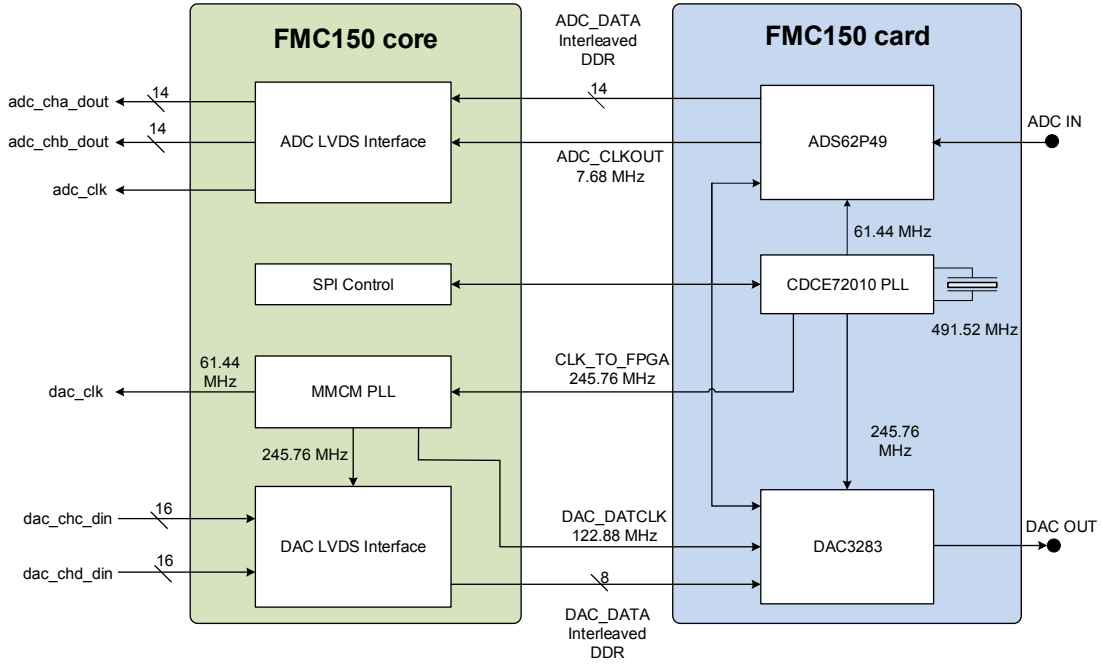 FMC150 core
ADC_DATA
Interleaved
DDR
FMC150 card
adc_cha_dout
14
14
adc_chb_dout
14
ADC LVDS Interface
adc_clk
ADC_CLKOUT
7.68 MHz
ADS62P49
ADC IN
61.44 MHz
SPI Control
CDCE72010 PLL
491.52 MHz
61.44
MHz
dac_clk
MMCM PLL
CLK_TO_FPGA
245.76 MHz
245.76 MHz
245.76
MHz
dac_chc_din
16
DAC LVDS Interface
dac_chd_din
16
DAC_DATCLK
122.88 MHz
DAC3283
DAC OUT
8
DAC_DATA
Interleaved
DDR